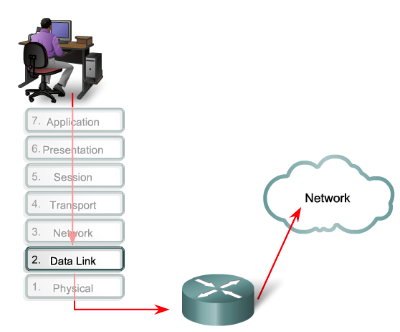 7. Application
6. Presentation
5. Session
4. Transport
3. Network
2. Data Link
1. Physical
Network